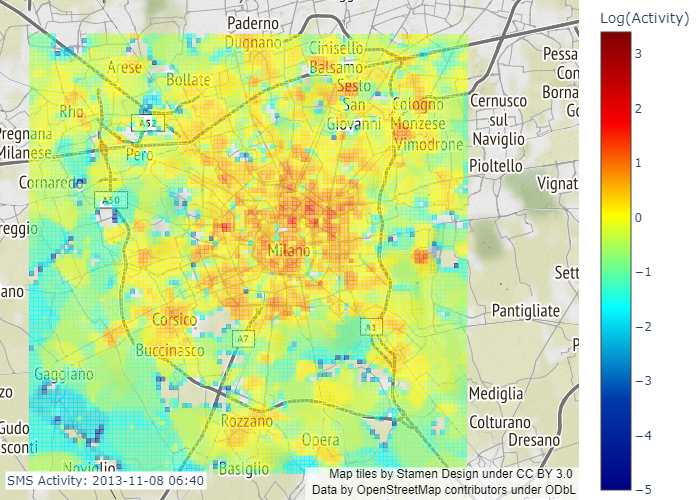 Log(Activity)
3
2
1
0
−1
−2
−3
−4
−5
Paderno
Dugnano
Cinisello
Balsamo
Arese
Bollate
Sesto
San
Giovanni
Rho
Cologno
Monzese
Vimodrone
Cernusco
sul
Naviglio
Pessa
Con
Borna
Go
A52
Pregnana
Milanese
Pero
Pioltello
Cornaredo
Vignat
A50
reggio
Milano
Sett
ano
Pantigliate
Corsico
A7
A1
Buccinasco
P
Gaggiano
zo
Mediglia
Rozzano
Colturano
Gudo
sconti
Opera
Dresano
Noviglio
Basiglio
SMS Activity: 2013-11-08 06:40
Map tiles by Stamen Design under CC BY 3.0
Data by OpenStreetMap contributors under ODbL